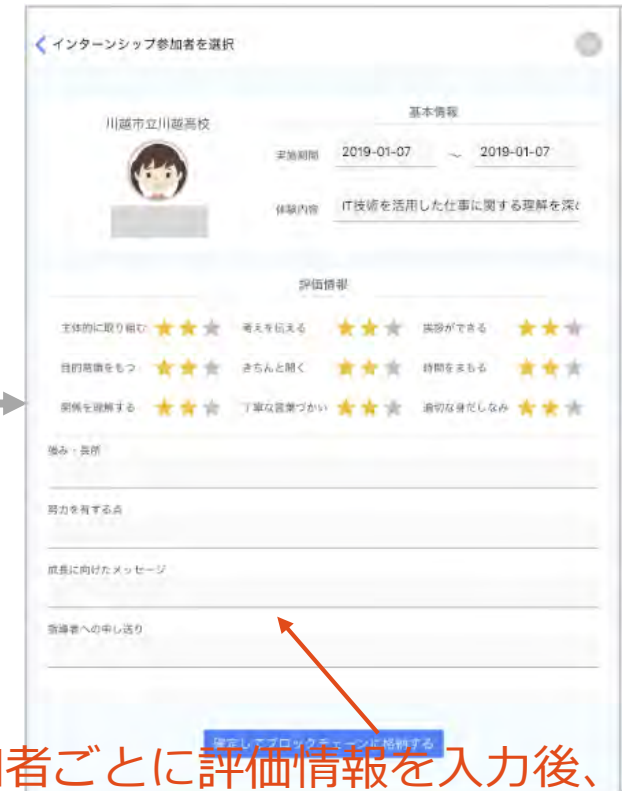 インターンシップ参加者を選択
川越市立川越高校
基本情報
実施期間 2019-01-07 ~ 2019-01-07
体験内容 IT技術を活用した仕事に関する理解を深
評価情報
主体的に取り組む 考えを伝える 挨拶ができる
目的意識をもつ きちんと聞く 時間をまもる
関係を理解する 丁寧な言葉づかい 適切な身だしなみ
強み・長所
努力を有する点
成長に向けたメッセージ
指導者への申し送り
確定してブロックチェーンに格納する
者ごとに評価情報を入力後、